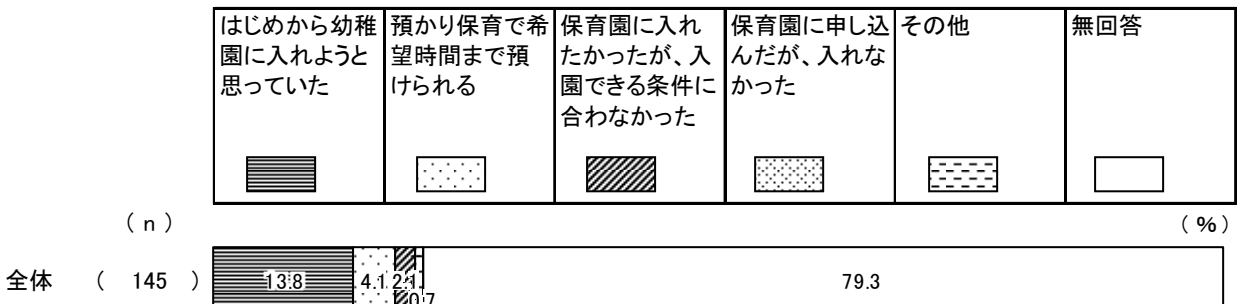 はじめから幼稚
園に入れようと
思っていた
預かり保育で希
望時間まで預
けられる
保育園に入れ
たかったが、入
園できる条件に
合わなかった
保育園に申し込
んだが、入れな
かった
その他
無回答
(n)
(%)
全体 ( 145 )
13.8
4.1
2.1
0.7
79.3